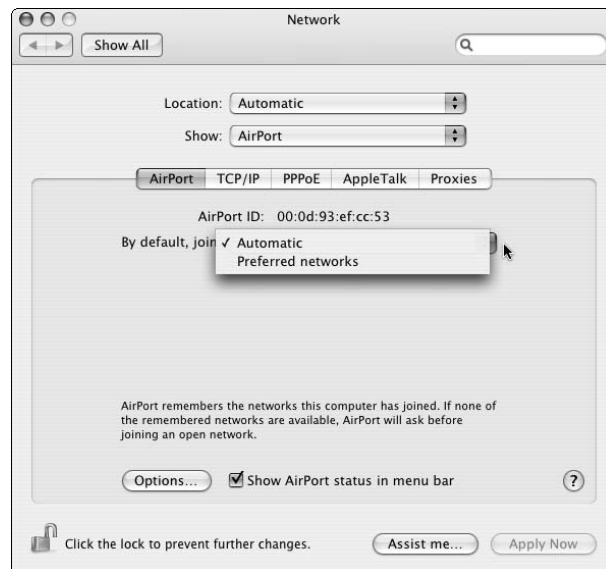 Network
Show All
Location: Automatic
Show: AirPort
AirPort TCP/IP PPPoE AppleTalk Proxies
AirPort ID: 00:0d:93:ef:cc:53
By default, join ✓ Automatic
Preferred networks
AirPort remembers the networks this computer has joined. If none of
the remembered networks are available, AirPort will ask before
joining an open network.
Options... Show AirPort status in menu bar ?
Click the lock to prevent further changes. Assist me... Apply Now